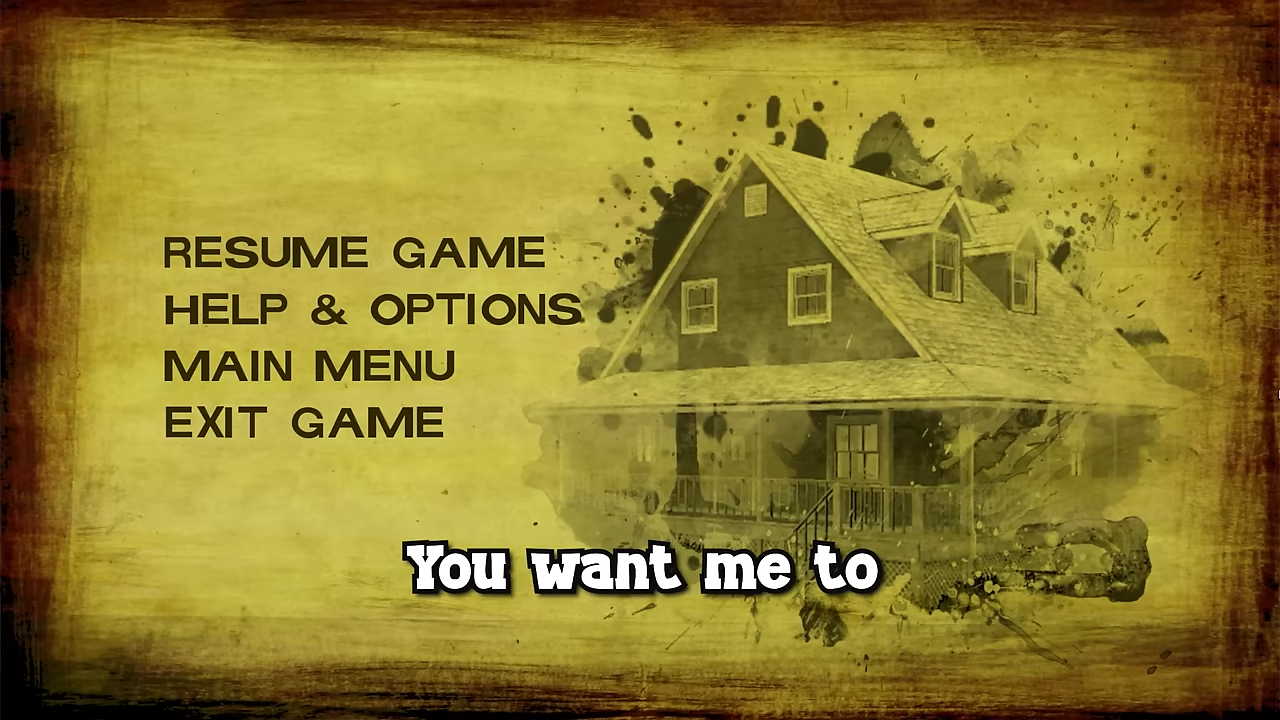 RESUME GAME
HELP & OPTIONS
MAIN MENU
EXIT GAME
You want me to